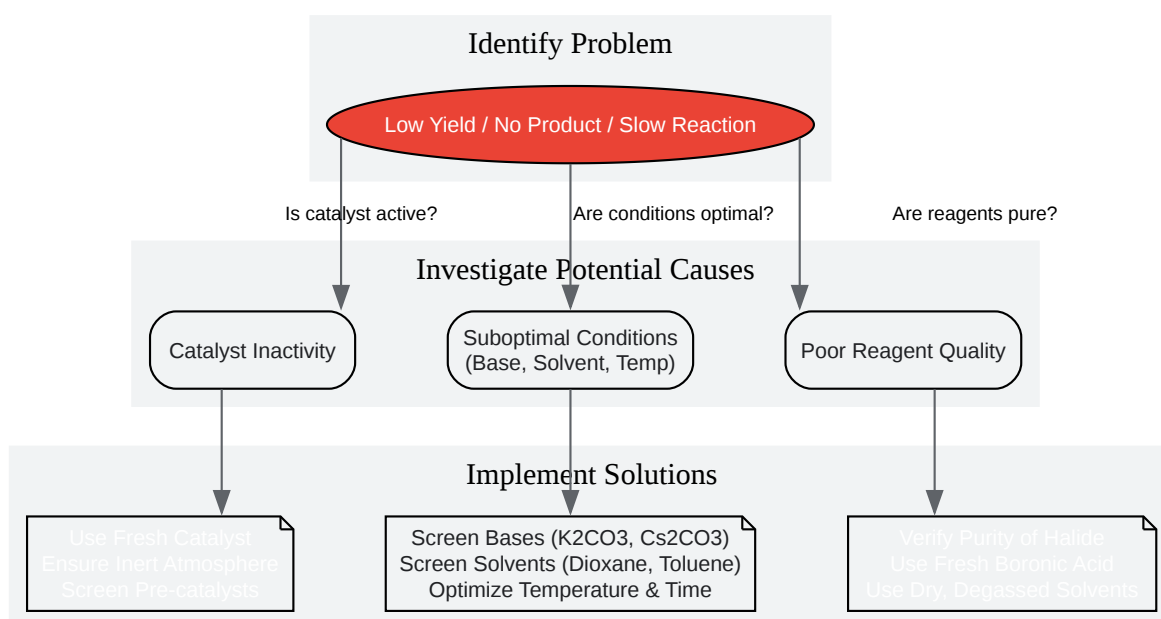 Identify Problem
Low Yield / No Product / Slow Reaction
Is catalyst active?
Are conditions optimal?
Are reagents pure?
Investigate Potential Causes
Catalyst Inactivity
Suboptimal Conditions
(Base, Solvent, Temp)
Poor Reagent Quality
Implement Solutions
Use Fresh Catalyst
Ensure Inert Atmosphere
Screen Pre-catalysts
Screen Bases (K2CO3, Cs2CO3)
Screen Solvents (Dioxane, Toluene)
Optimize Temperature & Time
Verify Purity of Halide
Use Fresh Boronic Acid
Use Dry, Degassed Solvents